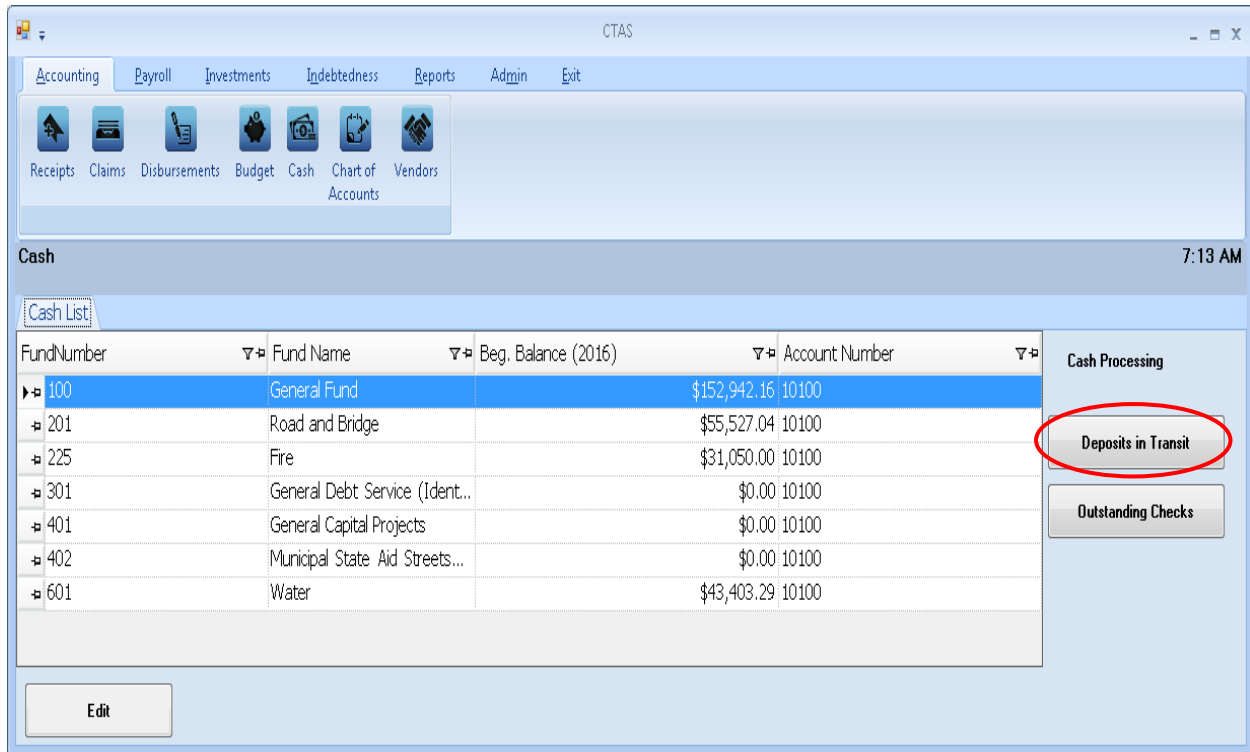 CTAS
Accounting Payroll Investments Indebtedness Reports Admin Exit
Receipts Claims Disbursements Budget Cash Chart of Accounts Vendors
Cash 7:13 AM
Cash List
FundNumber Fund Name Beg. Balance (2016) Account Number
100 General Fund $152,942.16 10100
201 Road and Bridge $55,527.04 10100
225 Fire $31,050.00 10100
301 General Debt Service (Ident... $0.00 10100
401 General Capital Projects $0.00 10100
402 Municipal State Aid Streets... $0.00 10100
601 Water $43,403.29 10100
Cash Processing
Deposits in Transit
Outstanding Checks
Edit